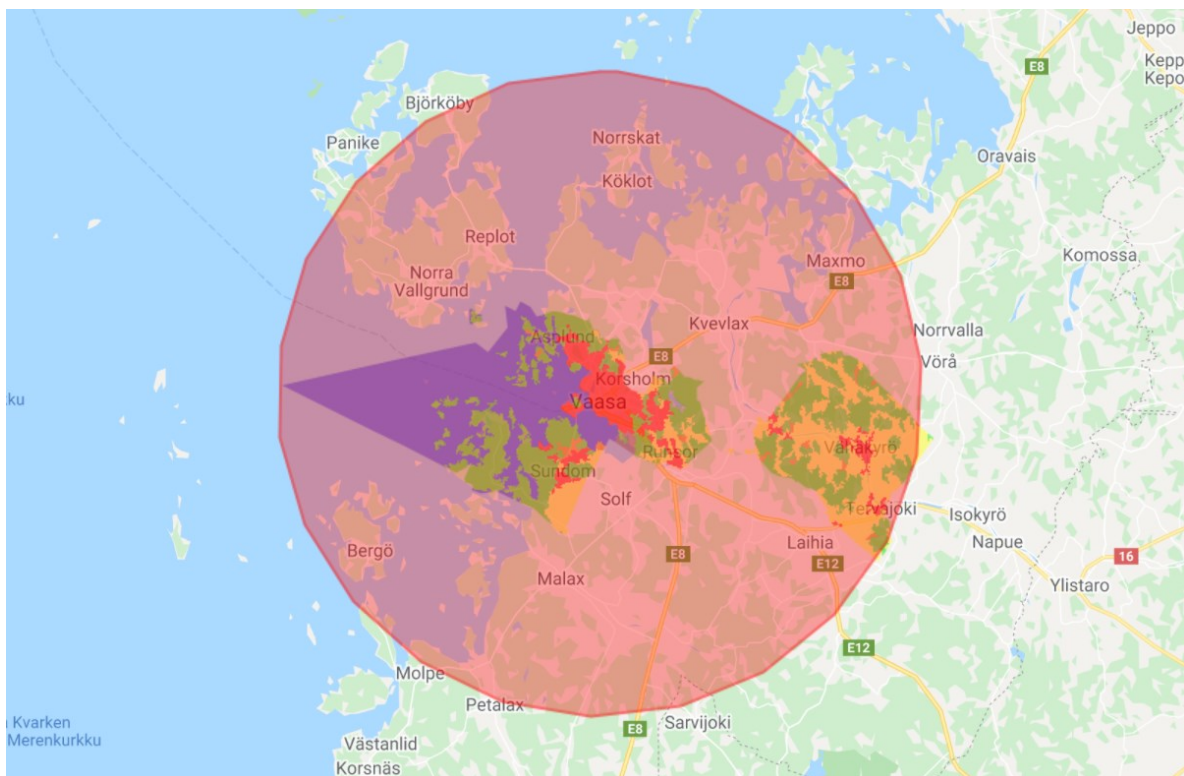 Jeppo
Kepp
Kepo
E8
Björköby
Panike
Norrskat
Oravais
Köklot
Replot
Komossa
Maxmo
Norra
Vallgrund
E8
Kvevlax
Norrvalla
Asplund
E8
Vörå
Korsholm
ku
Vaasa
Vähäkyrö
Runsor
Sundom
Solf
Tervajoki
Isokyrö
Laihia
Napue
Bergö
E8
16
E12
Malax
Ylistaro
E12
Molpe
Petalax
Kvarken
Sarvijoki
E8
Merenkurkku
Västanlid
Korsnäs